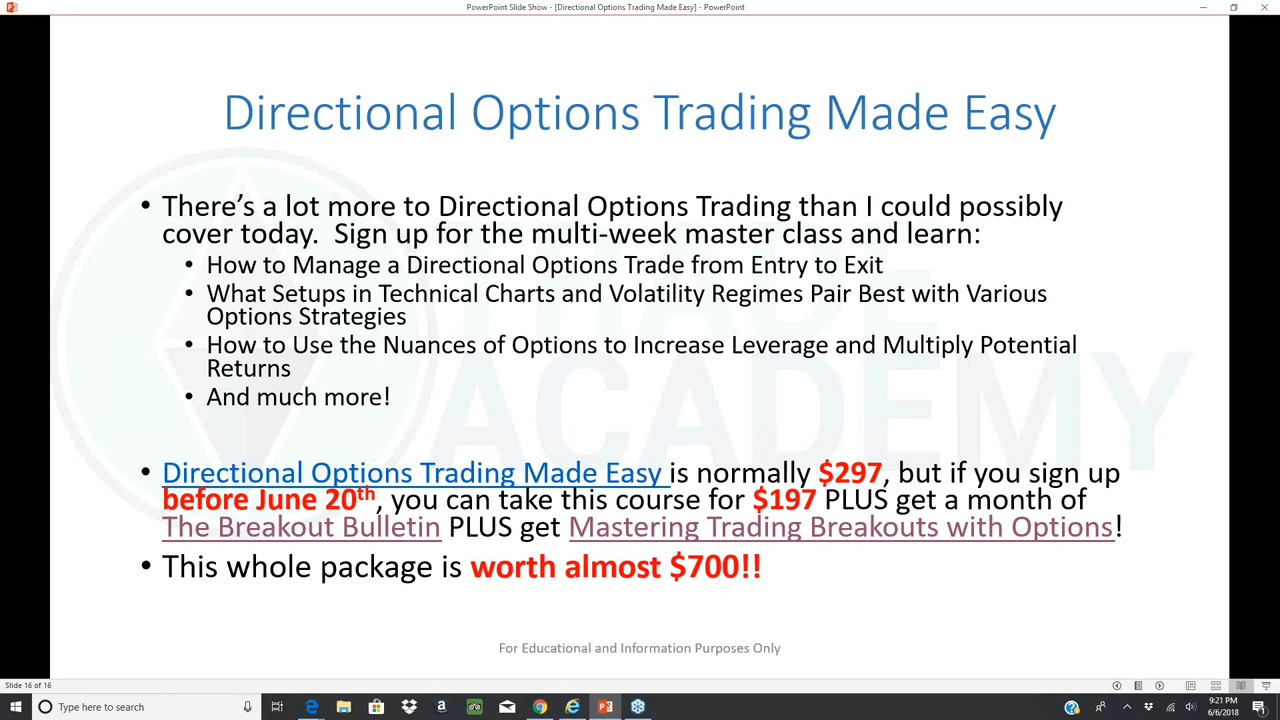 PowerPoint Slide Show - [Directional Options Trading Made Easy] - PowerPoint
Directional Options Trading Made Easy
• There's a lot more to Directional Options Trading than I could possibly
cover today. Sign up for the multi-week master class and learn:
• How to Manage a Directional Options Trade from Entry to Exit
• What Setups in Technical Charts and Volatility Regimes Pair Best with Various
Options Strategies
• How to Use the Nuances of Options to Increase Leverage and Multiply Potential
Returns
• And much more!
ACADEMY
• Directional Options Trading Made Easy is normally $297, but if you sign up
before June 20th, you can take this course for $197 PLUS get a month of
The Breakout Bulletin PLUS get Mastering Trading Breakouts with Options!
• This whole package is worth almost $700!!
For Educational and Information Purposes Only
Slide 16 of 16
Type here to search
9:21 PM
6/6/2018